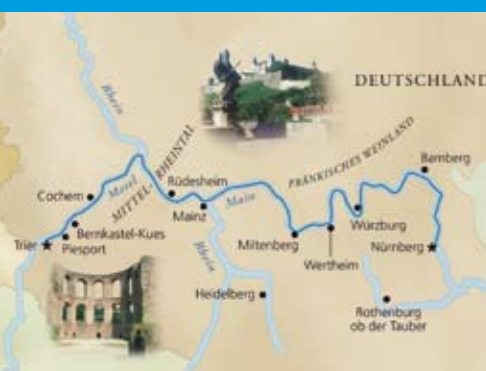 DEUTSCHLAND
Rhein
MITTEL-RHEINTAL
Mosel
FRÄNKISCHES WEINLAND
Bamberg
Cochem
Rüdesheim
Main
Mainz
Würzburg
Bernkastel-Kues
Trier
Piesport
Miltenberg
Nürnberg
Rhein
Wertheim
Heidelberg
Rothenburg
ob der Tauber